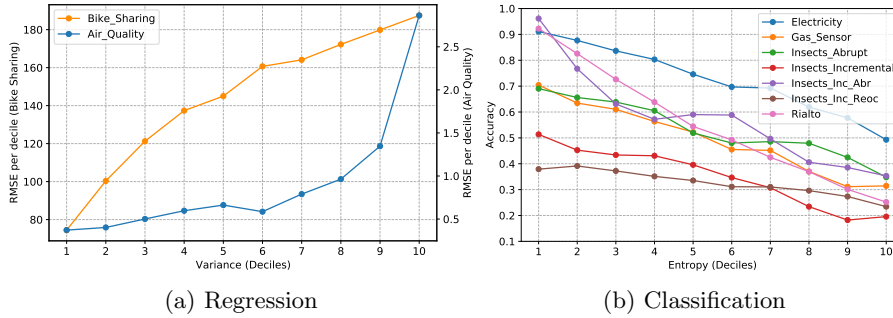 Bike_Sharing
Air_Quality
RMSE per decile (Bike Sharing)
180
160
140
120
100
80
RMSE per decile (Air Quality)
2.5
2.0
1.5
1.0
0.5
1 2 3 4 5 6 7 8 9 10
Variance (Deciles)
(a) Regression
Electricity
Gas_Sensor
Insects_Abrupt
Insects_Incremental
Insects_Inc_Abr
Insects_Inc_Reoc
Rialto
Accuracy
1.0
0.9
0.8
0.7
0.6
0.5
0.4
0.3
0.2
0.1
1 2 3 4 5 6 7 8 9 10
Entropy (Deciles)
(b) Classification